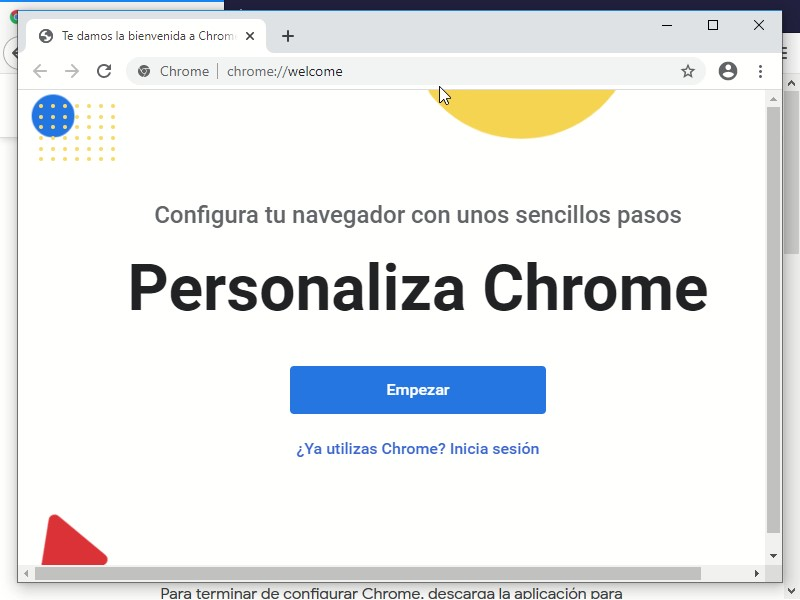 Te damos la bienvenida a Chrome
Chrome
chrome://welcome
Configura tu navegador con unos sencillos pasos
Personaliza Chrome
Empezar
¿Ya utilizas Chrome? Inicia sesión
Para terminar de configurar Chrome, descarga la aplicación para